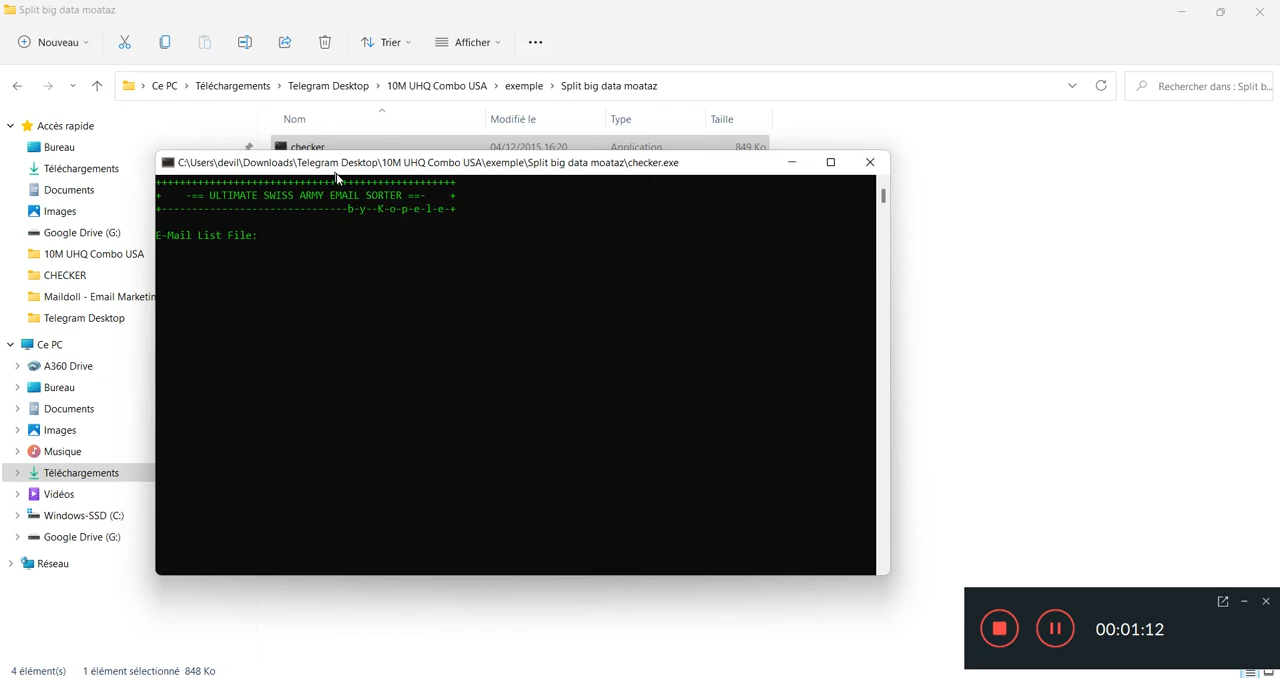 Split big data moataz
Nouveau
Trier
Afficher
Ce PC > Téléchargements > Telegram Desktop > 10M UHQ Combo USA > exemple > Split big data moataz
Rechercher dans : Split b...
Nom
Modifié le
Type
Taille
checker
04/12/2015 16:20
Application
849 Ko
Accès rapide
Bureau
Téléchargements
Documents
Images
Google Drive (G:)
10M UHQ Combo USA
CHECKER
Maildoll - Email Marketin
Telegram Desktop
Ce PC
A360 Drive
Bureau
Documents
Images
Musique
Téléchargements
Vidéos
Windows-SSD (C:)
Google Drive (G:)
Réseau
C:\Users\devil\Downloads\Telegram Desktop\10M UHQ Combo USA\exemple\Split big data moataz\checker.exe
++++++++++++++++++++++++++++++++++++++++++++++++++
+ -== ULTIMATE SWISS ARMY EMAIL SORTER ==- +
+-------------------------------b-y--K-o-p-e-l-e-+
E-Mail List File:
00:01:12
4 élément(s)
1 élément sélectionné 848 Ko